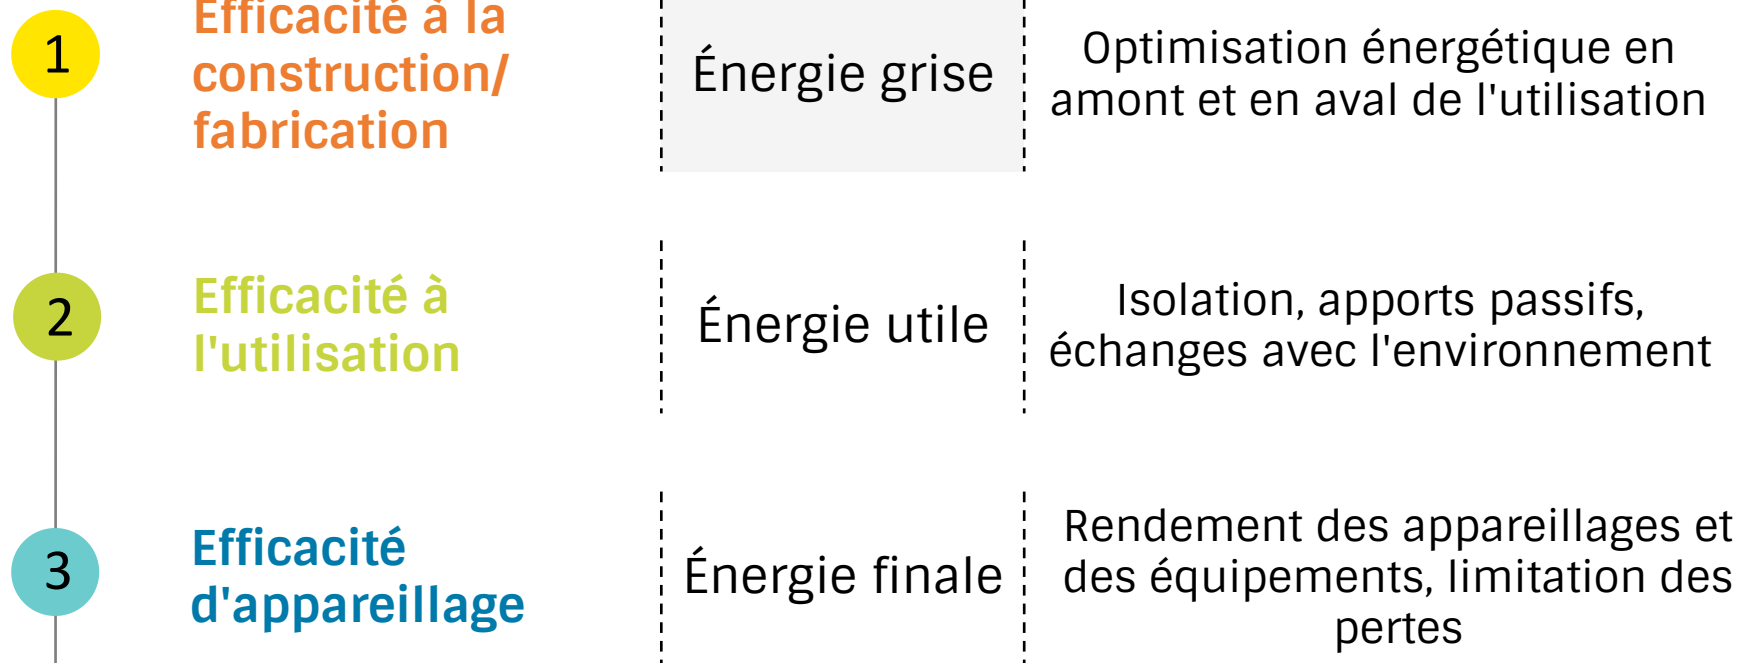 1
Efficacité à la
construction/
fabrication
Énergie grise
Optimisation énergétique en
amont et en aval de l'utilisation
2
Efficacité à
l'utilisation
Énergie utile
Isolation, apports passifs,
échanges avec l'environnement
3
Efficacité
d'appareillage
Énergie finale
Rendement des appareillages et
des équipements, limitation des
pertes